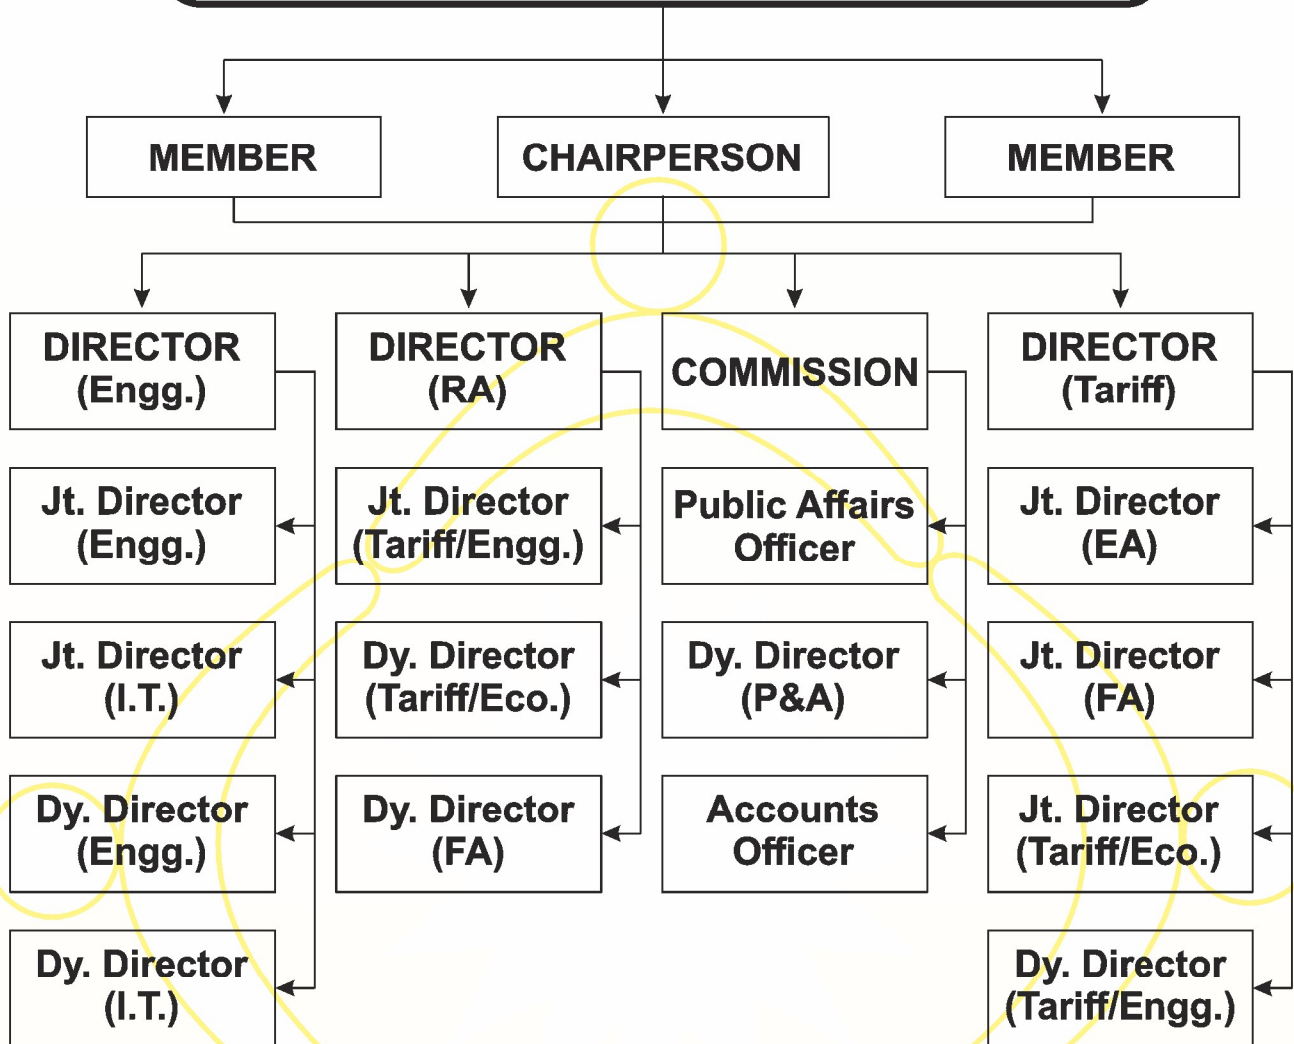 MEMBER
CHAIRPERSON
MEMBER
DIRECTOR
(Engg.)
DIRECTOR
(RA)
COMMISSION
DIRECTOR
(Tariff)
Jt. Director
(Engg.)
Jt. Director
(Tariff/Engg.)
Public Affairs
Officer
Jt. Director
(EA)
Jt. Director
(I.T.)
Dy. Director
(Tariff/Eco.)
Dy. Director
(P&A)
Jt. Director
(FA)
Dy. Director
(Engg.)
Dy. Director
(FA)
Accounts
Officer
Jt. Director
(Tariff/Eco.)
Dy. Director
(I.T.)
Dy. Director
(Tariff/Engg.)